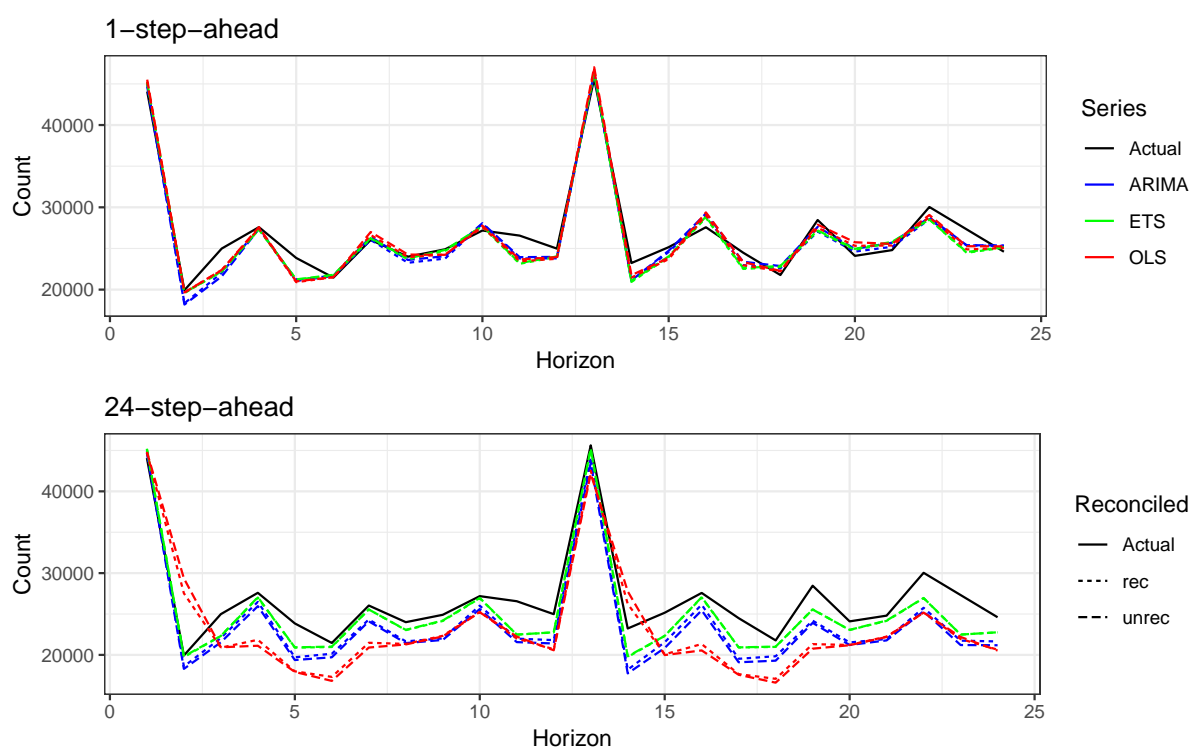 1−step−ahead
40000
30000
20000
Count
0
5
10
15
20
25
Horizon
Series
Actual
ARIMA
ETS
OLS
24−step−ahead
40000
30000
20000
Count
0
5
10
15
20
25
Horizon
Reconciled
Actual
rec
unrec